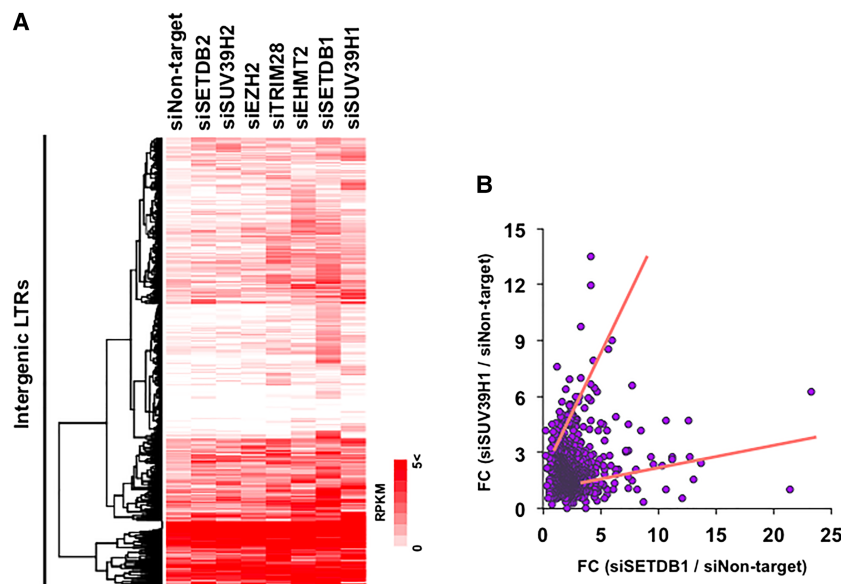 A
siNon-target
siSETDB2
siSUV39H2
siEZH2
siTRIM28
siEHMT2
siSETDB1
siSUV39H1
Intergenic LTRs
5<
RPKM
0
B
15
12
9
6
3
0
FC (siSUV39H1 / siNon-target)
0
5
10
15
20
25
FC (siSETDB1 / siNon-target)